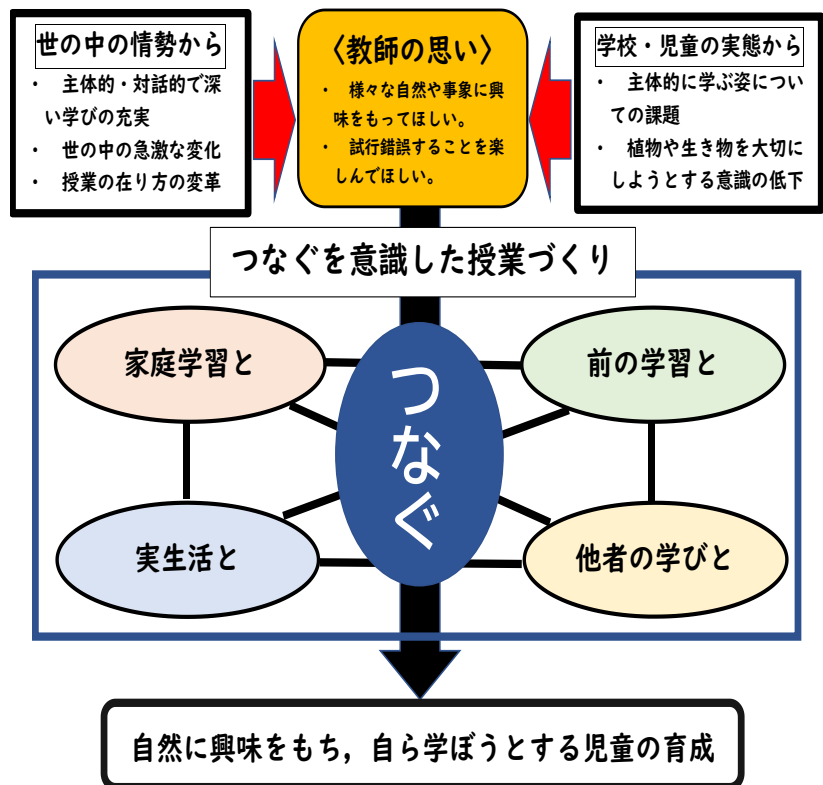 世の中の情勢から
・　主体的・対話的で深
い学びの充実
・　世の中の急激な変化
・　授業の在り方の変革
〈教師の思い〉
・　様々な自然や事象に興
味をもってほしい。
・　試行錯誤することを楽
しんでほしい。
学校・児童の実態から
・　主体的に学ぶ姿につい
ての課題
・　植物や生き物を大切に
しようとする意識の低下
つなぐを意識した授業づくり
家庭学習と
前の学習と
つなぐ
実生活と
他者の学びと
自然に興味をもち，自ら学ぼうとする児童の育成